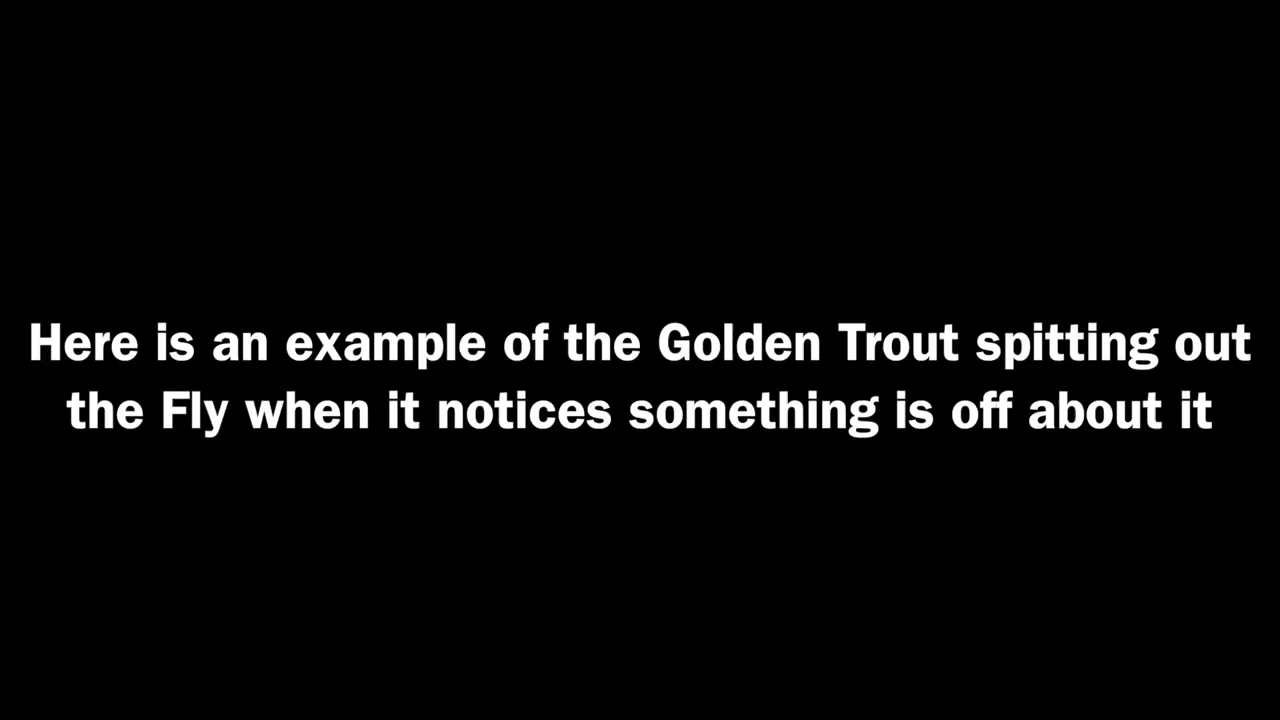 Here is an example of the Golden Trout spitting out
the Fly when it notices something is off about it